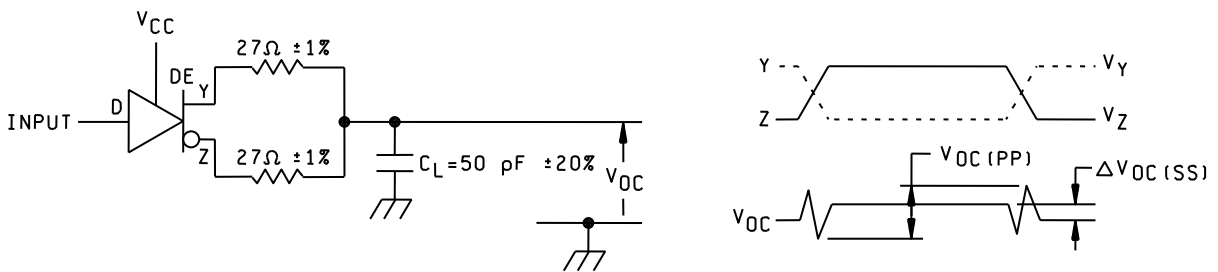 V_CC
27Ω ±1%
DE
Y
D
INPUT
Z
27Ω ±1%
C_L=50 pF ±20%
V_OC
Y
V_Y
Z
V_Z
V_OC(PP)
ΔV_OC(SS)
V_OC